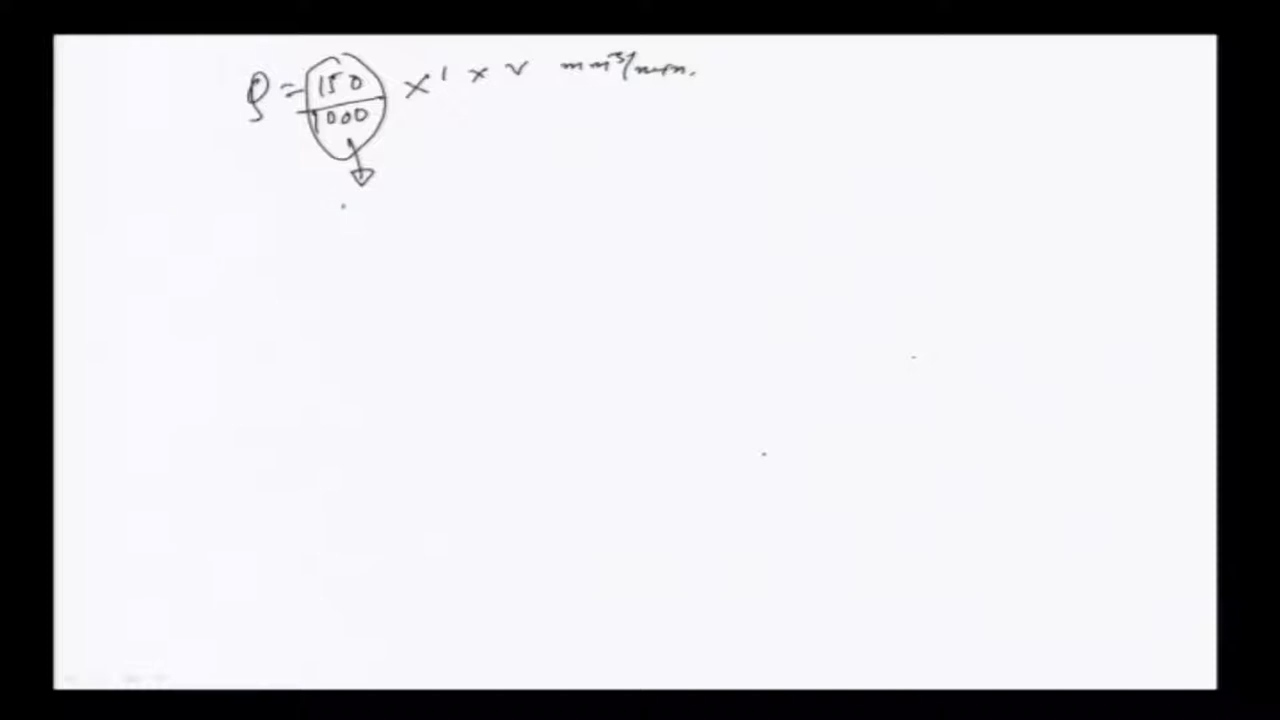 Q = 150/1000 × 1 × v mm³/min.